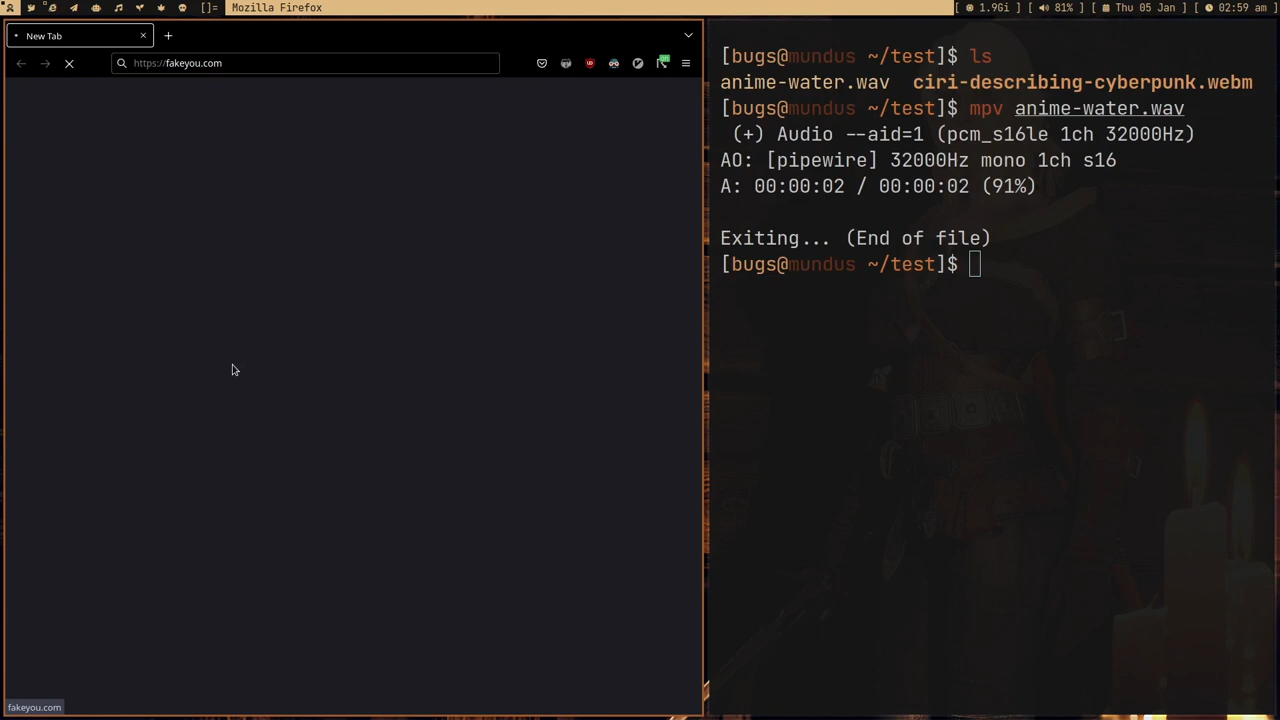 []= Mozilla Firefox [ 1.9Gi ] [ 81% ] [ Thu 05 Jan ] [ 02:59 am ]
New Tab
https://fakeyou.com
fakeyou.com
[bugs@mundus ~/test]$ ls
anime-water.wav ciri-describing-cyberpunk.webm
[bugs@mundus ~/test]$ mpv anime-water.wav
(+) Audio --aid=1 (pcm_s16le 1ch 32000Hz)
AO: [pipewire] 32000Hz mono 1ch s16
A: 00:00:02 / 00:00:02 (91%)
Exiting... (End of file)
[bugs@mundus ~/test]$